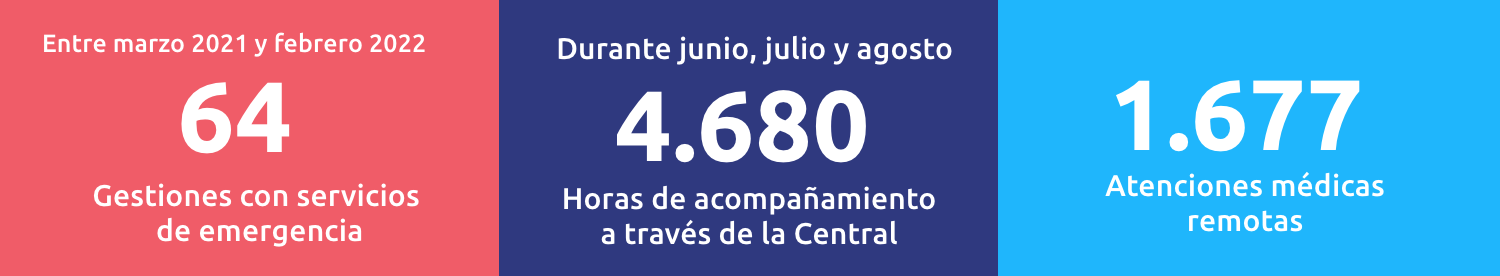 Entre marzo 2021 y febrero 2022
64
Gestiones con servicios
de emergencia
Durante junio, julio y agosto
4.680
Horas de acompañamiento
a través de la Central
1.677
Atenciones médicas
remotas